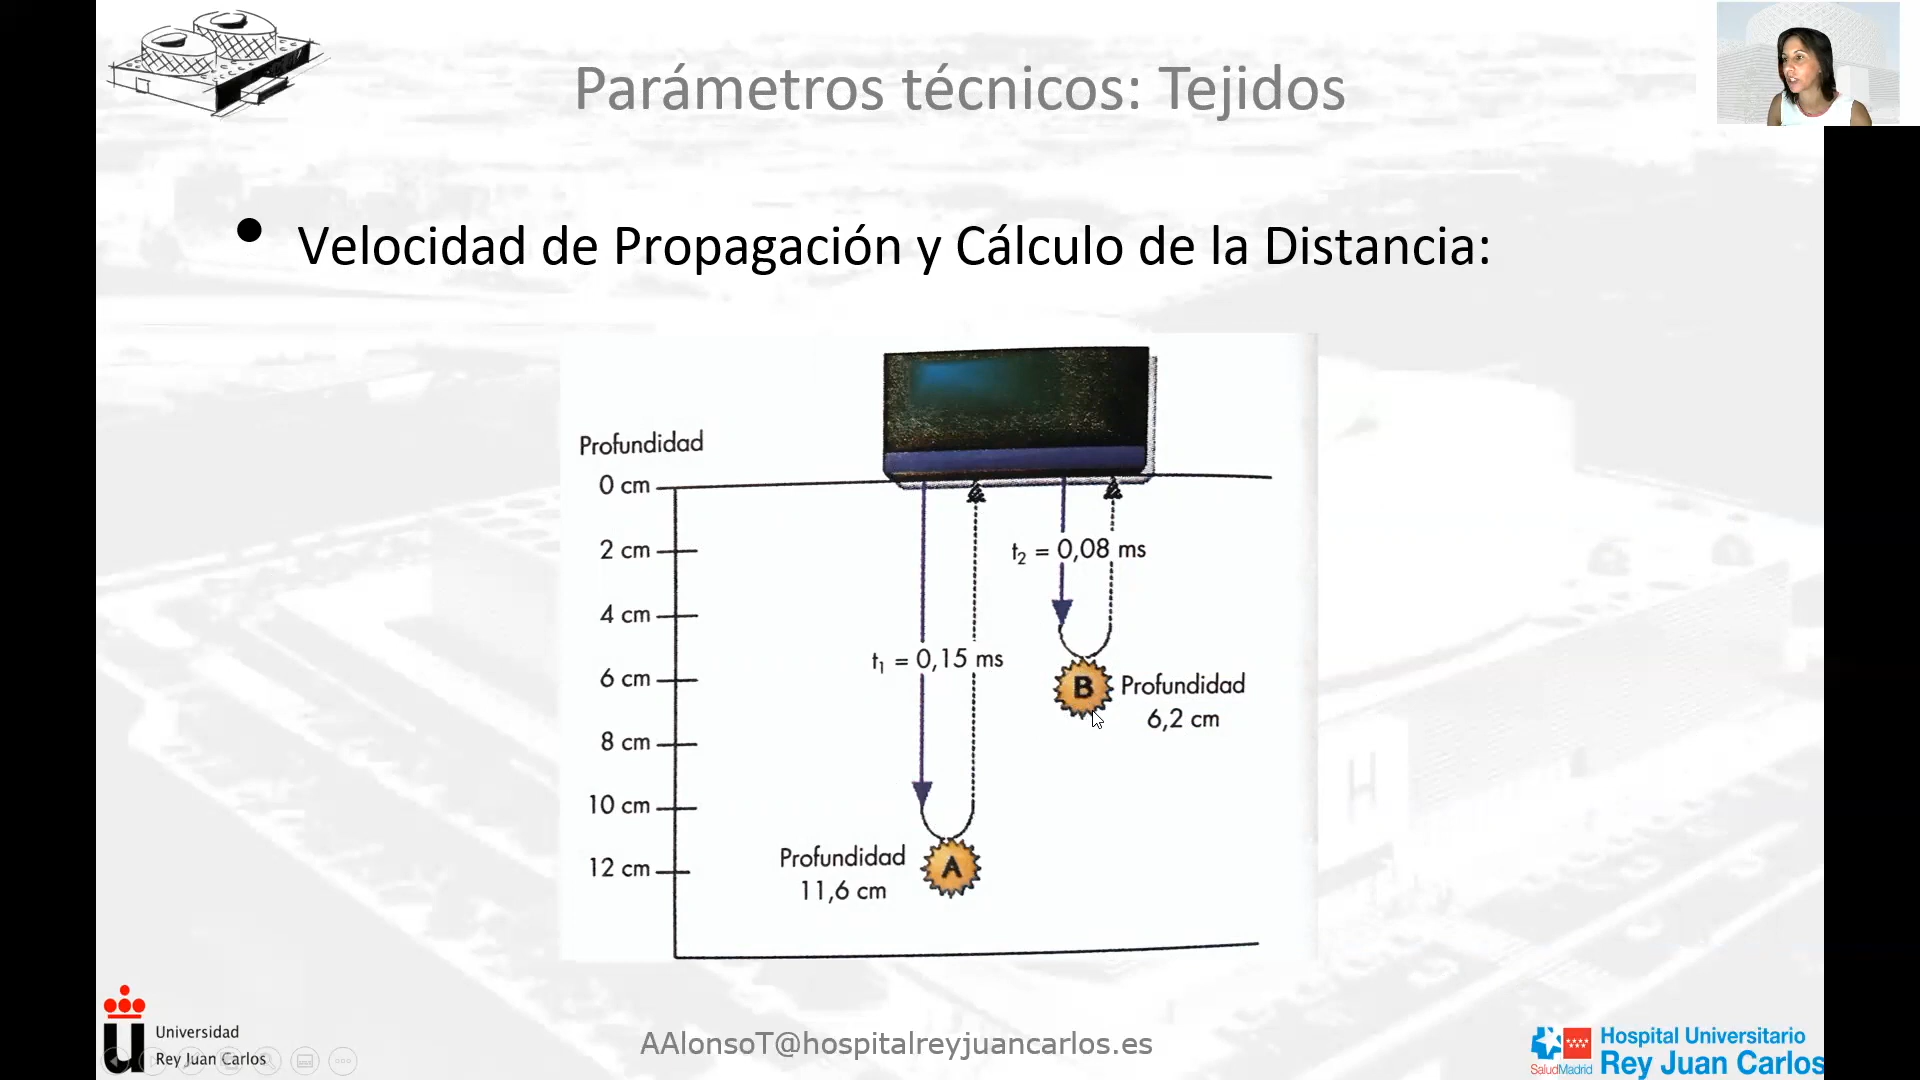 Parámetros técnicos: Tejidos
• Velocidad de Propagación y Cálculo de la Distancia:
Profundidad
0 cm
2 cm
4 cm
6 cm
8 cm
10 cm
12 cm
t2 = 0,08 ms
t1 = 0,15 ms
B
Profundidad
6,2 cm
Profundidad
11,6 cm
A
H
Universidad
Rey Juan Carlos
AAlonsoT@hospitalreyjuancarlos.es
SaludMadrid
Hospital Universitario
Rey Juan Carlos